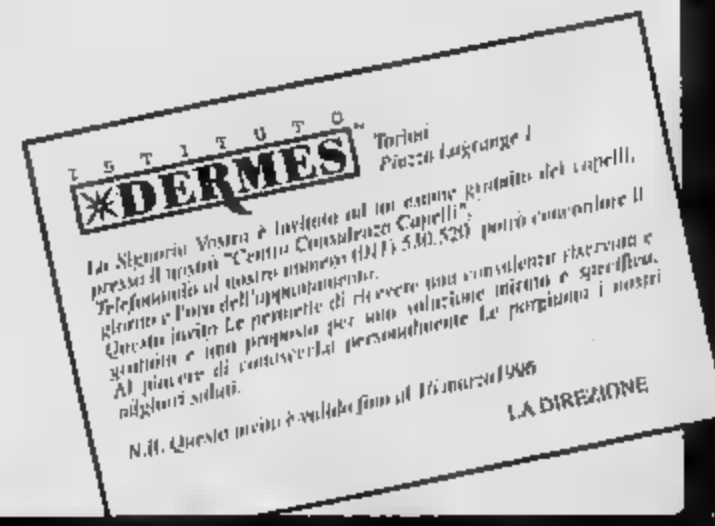 ISTITUTO
DERMES
Torino
Piazza Lagrange 1
La Signoria Vostra è invitata ad un esame gratuito dei capelli,
presso il nostro "Centro Consulenza Capelli".
Telefonando al nostro numero (011) 530.520 potrà concordare il
giorno e l'ora dell'appuntamento.
Questo invito Le permette di ricevere una consulenza riservata e
gratuita e una proposta per una soluzione mirata e specifica.
Al piacere di conoscerLa personalmente Le porgiamo i nostri
migliori saluti.
N.B. Questo invito è valido fino al 16 marzo 1996
LA DIREZIONE